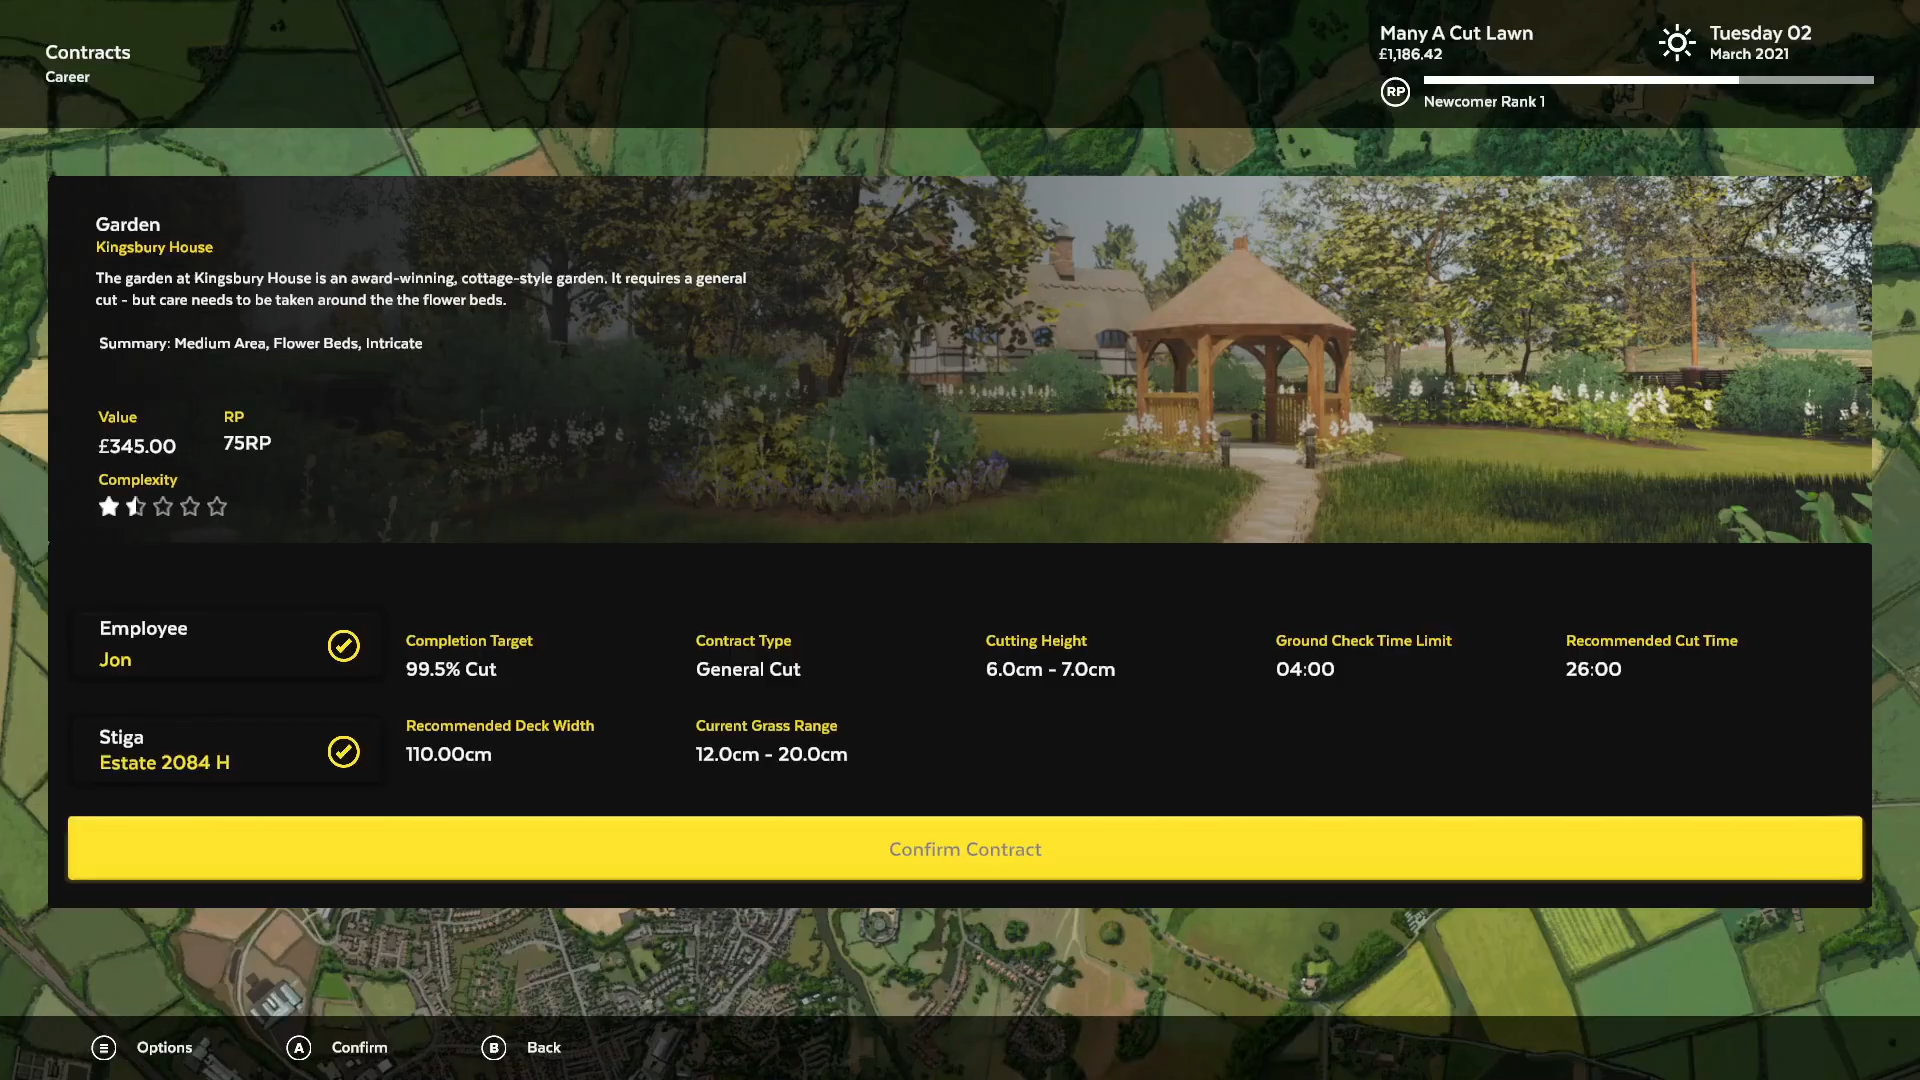 Contracts
Career
Many A Cut Lawn
£1,186.42
Tuesday 02
March 2021
RP
Newcomer Rank 1
Garden
Kingsbury House
The garden at Kingsbury House is an award-winning, cottage-style garden. It requires a general
cut - but care needs to be taken around the the flower beds.
Summary: Medium Area, Flower Beds, Intricate
Value
RP
£345.00
75RP
Complexity
Employee
Jon
Completion Target
99.5% Cut
Contract Type
General Cut
Cutting Height
6.0cm - 7.0cm
Ground Check Time Limit
04:00
Recommended Cut Time
26:00
Stiga
Estate 2084 H
Recommended Deck Width
110.00cm
Current Grass Range
12.0cm - 20.0cm
Confirm Contract
Options
A Confirm
B Back